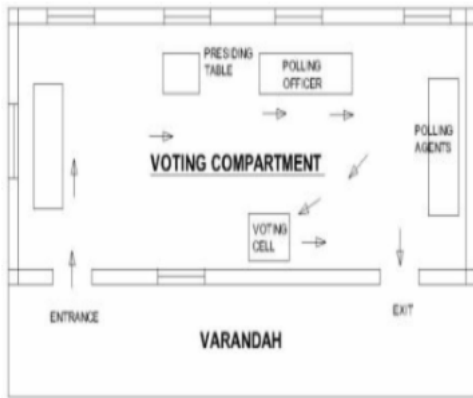 PRESIDING
TABLE
POLLING
OFFICER
POLLING
AGENTS
VOTING COMPARTMENT
VOTING
CELL
ENTRANCE
EXIT
VARANDAH